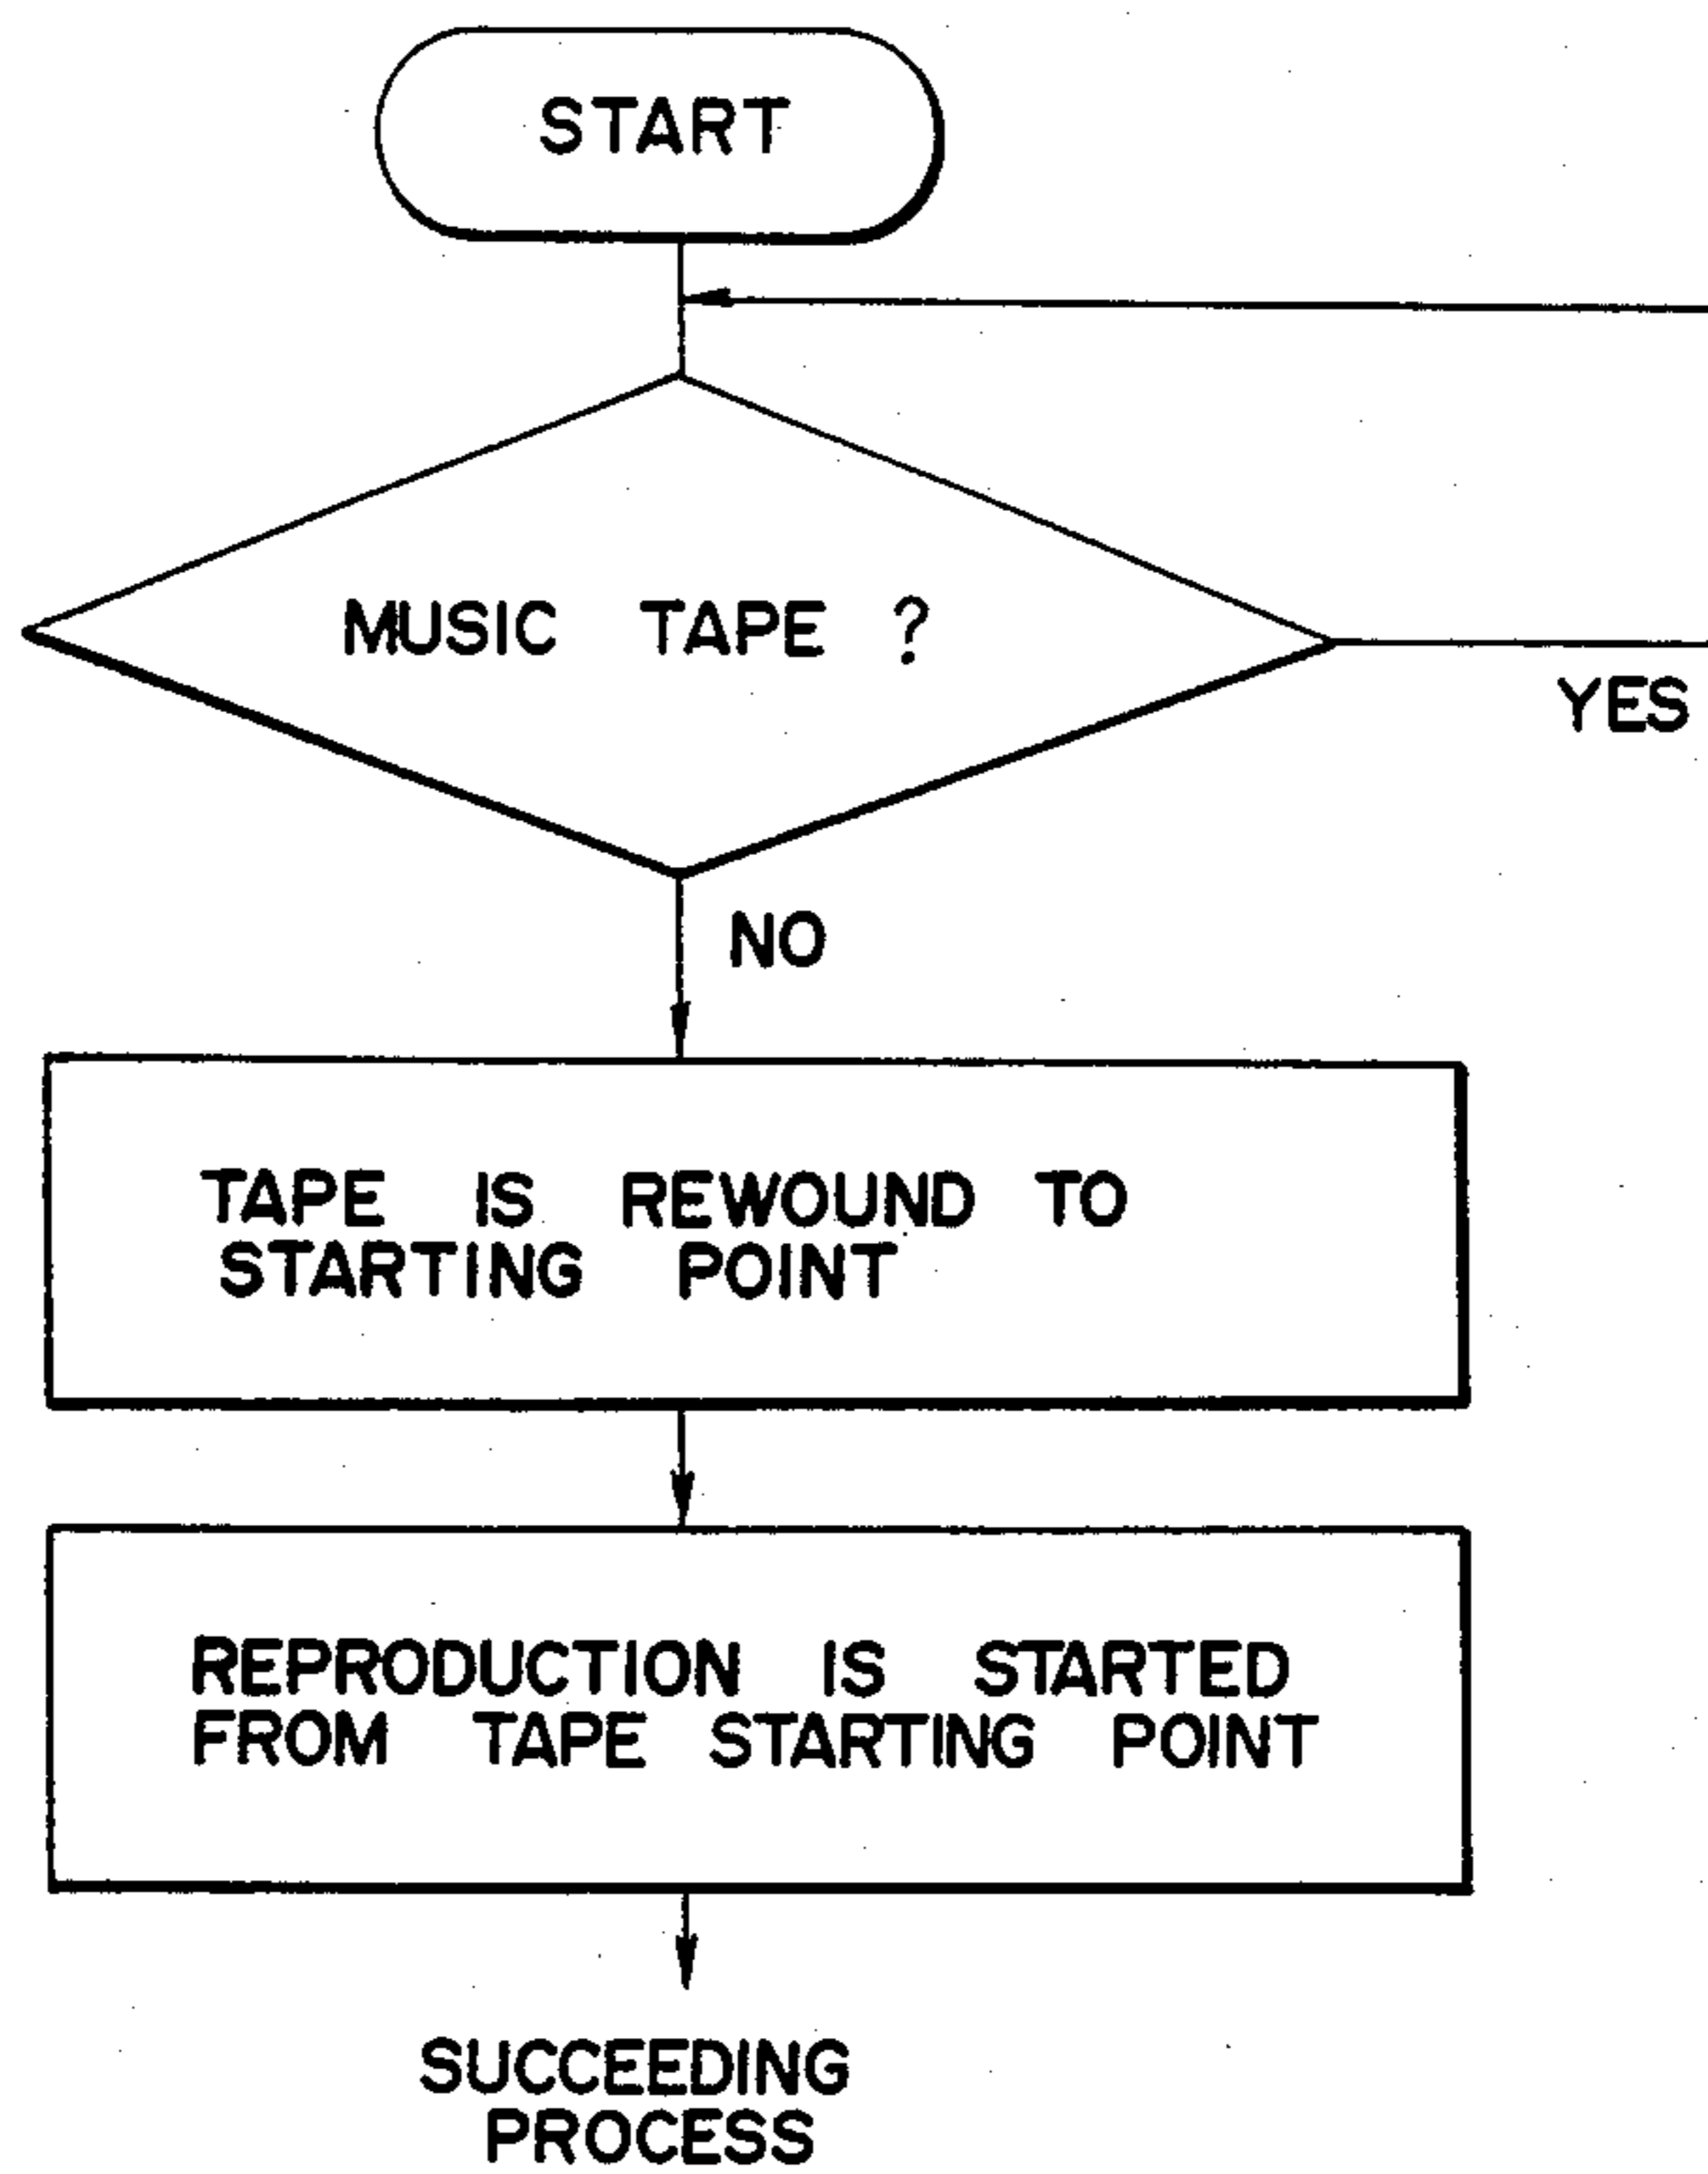 START
MUSIC TAPE ?
YES
NO
TAPE IS REWOUND TO
STARTING POINT
REPRODUCTION IS STARTED
FROM TAPE STARTING POINT
SUCCEEDING
PROCESS